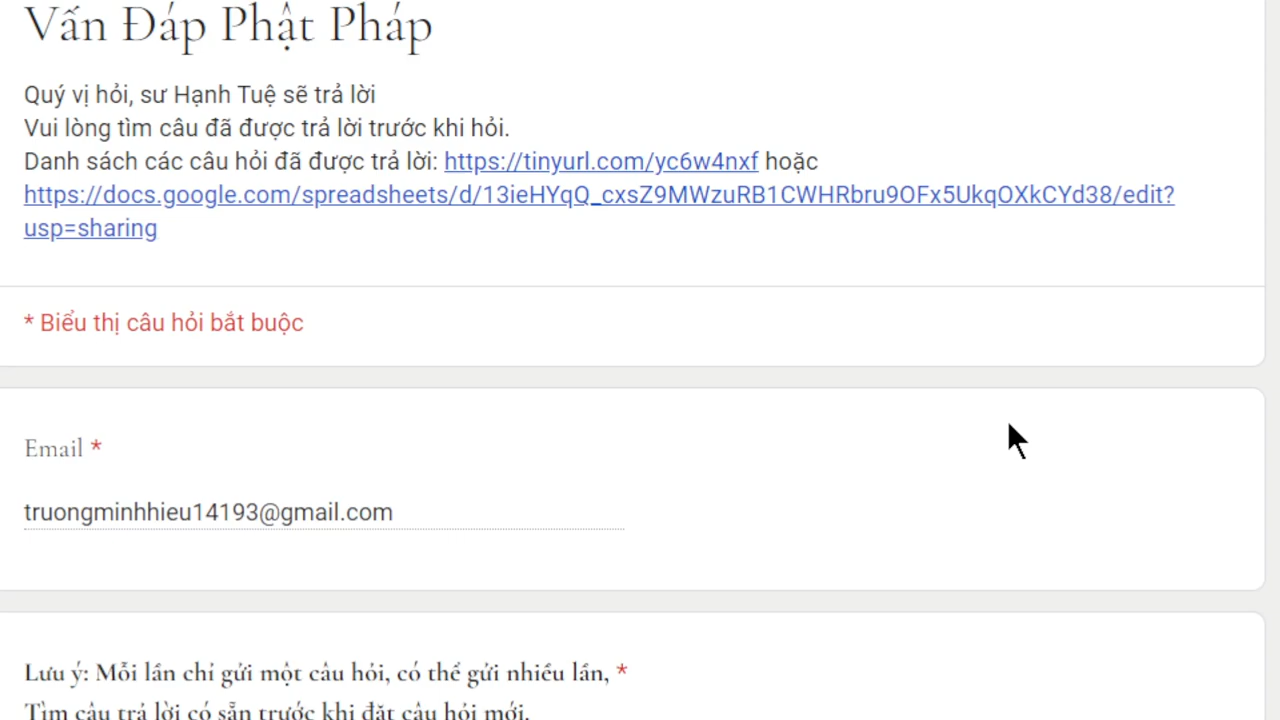 Vấn Đáp Phật Pháp
Quý vị hỏi, sư Hạnh Tuệ sẽ trả lời
Vui lòng tìm câu đã được trả lời trước khi hỏi.
Danh sách các câu hỏi đã được trả lời: https://tinyurl.com/yc6w4nxf hoặc
https://docs.google.com/spreadsheets/d/13ieHYqQ_cxsZ9MWzuRB1CWHRbru9OFx5UkqOXkCYd38/edit?
usp=sharing
* Biểu thị câu hỏi bắt buộc
Email *
truongminhhieu14193@gmail.com
Lưu ý: Mỗi lần chỉ gửi một câu hỏi, có thể gửi nhiều lần, *
Tìm câu trả lời có sẵn trước khi đặt câu hỏi mới.